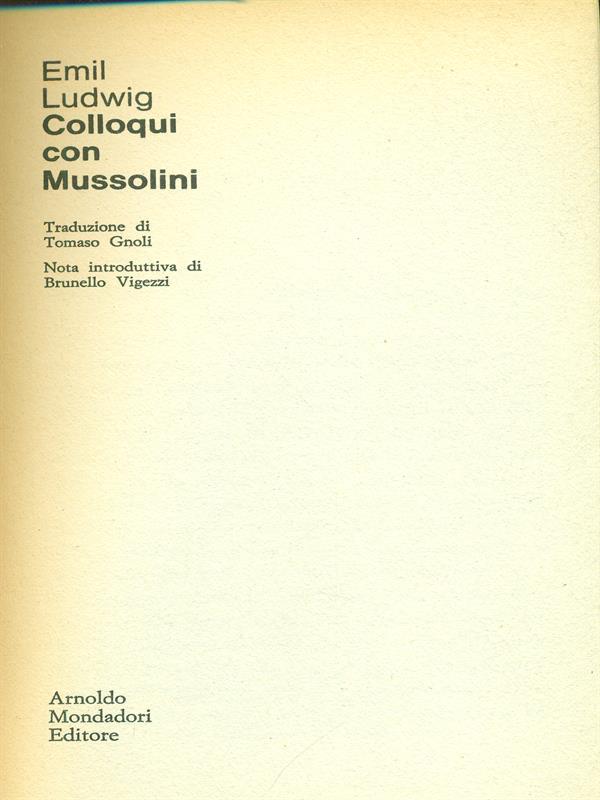 Emil
Ludwig
Colloqui
con
Mussolini
Traduzione di
Tomaso Gnoli
Nota introduttiva di
Brunello Vigezzi
Arnoldo
Mondadori
Editore